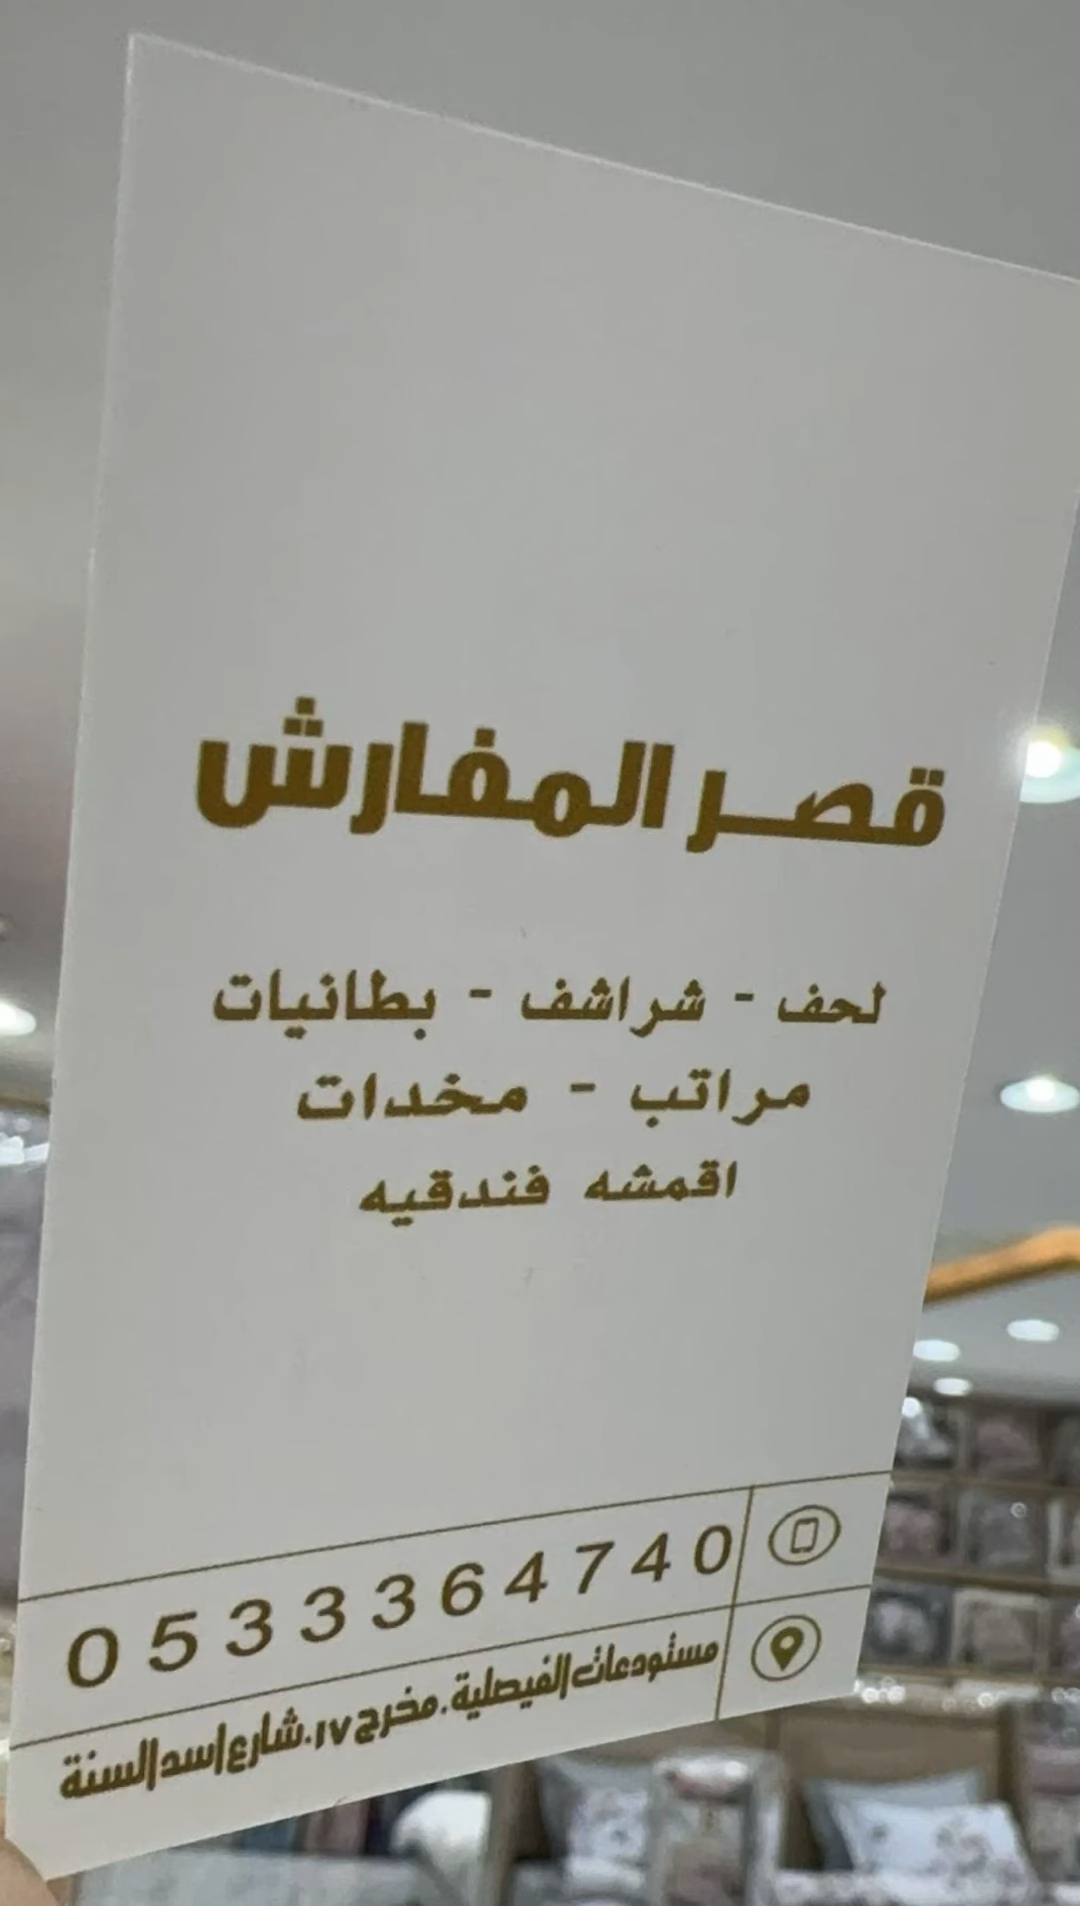 قصر المفارش
لحف - شراشف - بطانيات
مراتب - مخدات
اقمشه فندقيه
0533364740
مستودعات الفيصلية . مخرج ١٧ . شارع اسد السنة